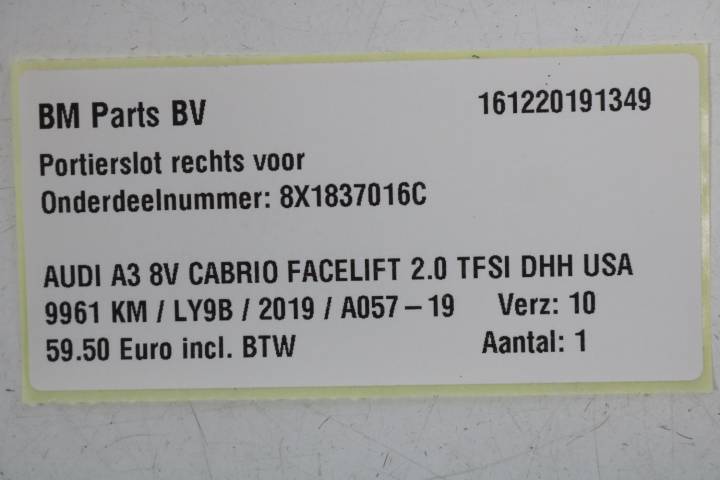 BM Parts BV 161220191349
Portierslot rechts voor
Onderdeelnummer: 8X1837016C
AUDI A3 8V CABRIO FACELIFT 2.0 TFSI DHH USA
9961 KM / LY9B / 2019 / A057 – 19 Verz: 10
59.50 Euro incl. BTW Aantal: 1